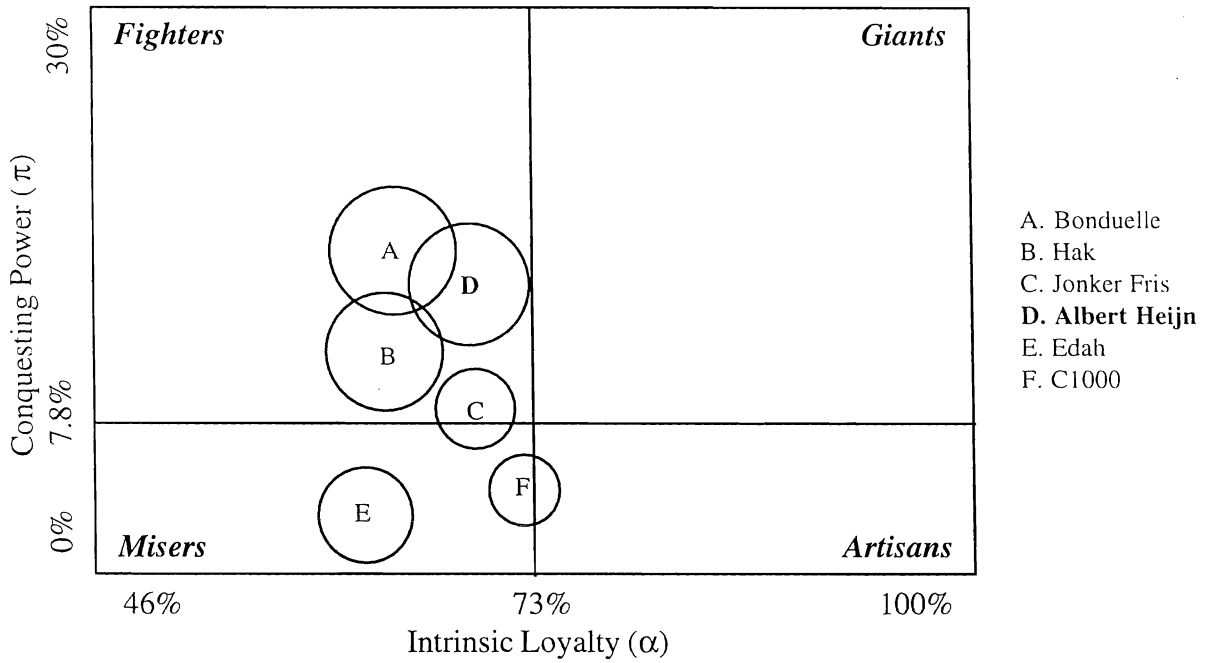 Fighters
Giants
30%
Conquesting Power (π)
7.8%
0%
A
D
B
C
E
F
Misers
Artisans
46%
73%
100%
Intrinsic Loyalty (α)
A. Bonduelle
B. Hak
C. Jonker Fris
D. Albert Heijn
E. Edah
F. C1000